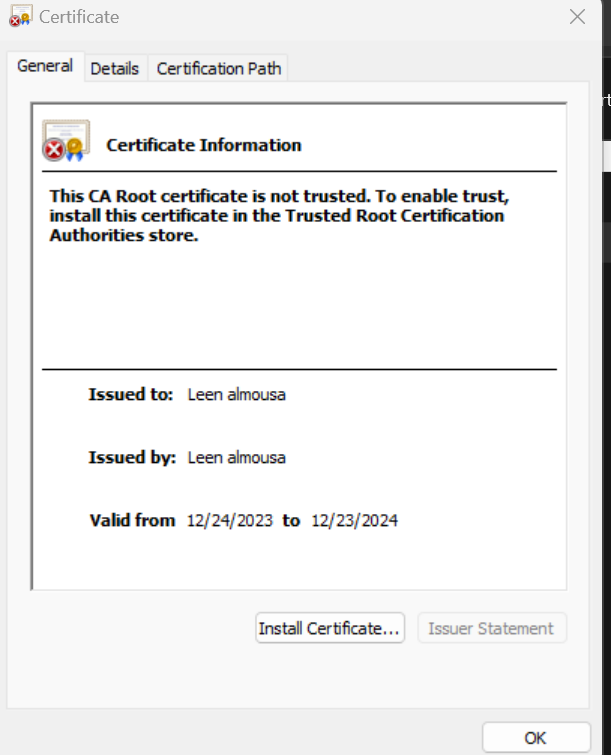 Certificate
General
Details
Certification Path
Certificate Information
This CA Root certificate is not trusted. To enable trust,
install this certificate in the Trusted Root Certification
Authorities store.
Issued to: Leen almousa
Issued by: Leen almousa
Valid from 12/24/2023 to 12/23/2024
Install Certificate...
Issuer Statement
OK